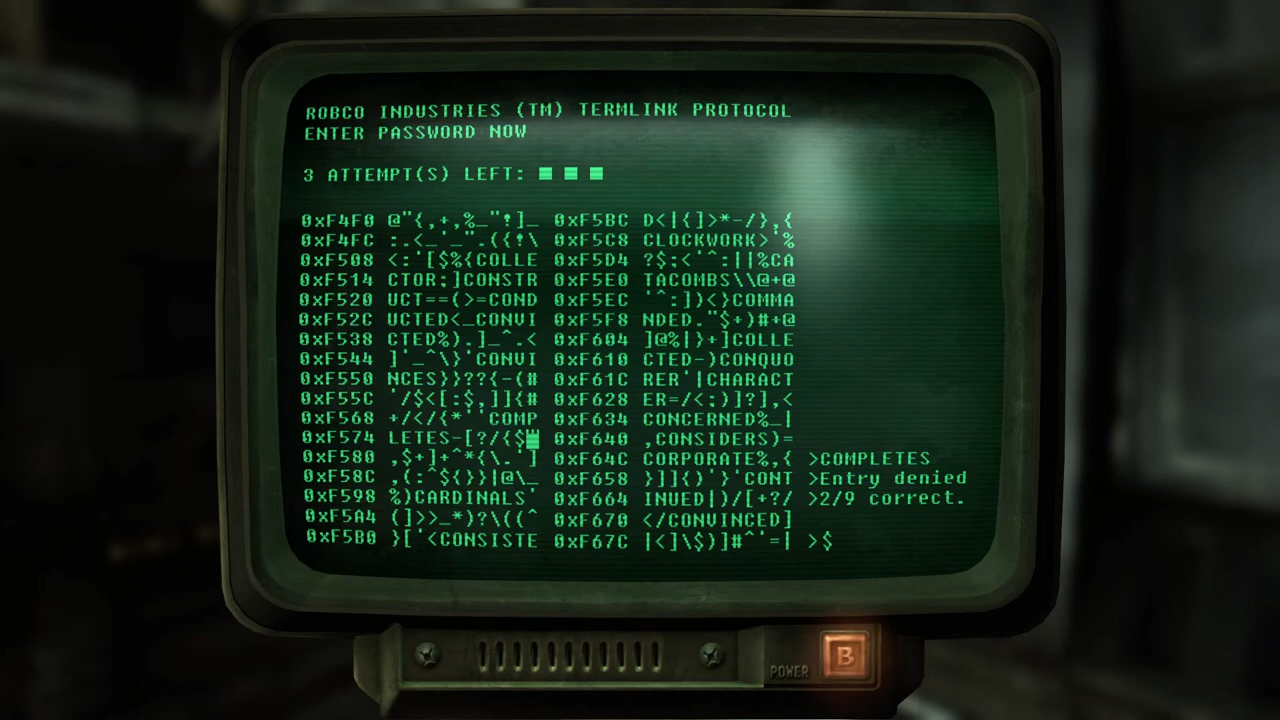 ROBCO INDUSTRIES (TM) TERMLINK PROTOCOL
ENTER PASSWORD NOW
3 ATTEMPT(S) LEFT: ■ ■ ■
0xF4F0 @"{,+,%_"!]_ 0xF5BC D<|{]>*-/},{
0xF4FC :.<_'_".({!\ 0xF5C8 CLOCKWORK>'%
0xF508 <:'[$%{COLLE 0xF5D4 ?$;<'^:||%CA
0xF514 CTOR;]CONSTR 0xF5E0 TACOMBS\\@+@
0xF520 UCT==(>=COND 0xF5EC '^:])<}COMMA
0xF52C UCTED<_CONVI 0xF5F8 NDED."$+)#+@
0xF538 CTED%).]_^.< 0xF604 ]@%|}+]COLLE
0xF544 ]'_^\}'CONVI 0xF610 CTED-)CONQUO
0xF550 NCES}}??{-(# 0xF61C RER'|CHARACT
0xF55C '/$<[:$,]]{# 0xF628 ER=/<;)]?],<
0xF568 +/</{*''COMP 0xF634 CONCERNED%_|
0xF574 LETES-[?/{$■ 0xF640 ,CONSIDERS)=
0xF580 ,$+]+^*{\.'] 0xF64C CORPORATE%,{ >COMPLETES
0xF58C ,(:^${}}|@\_ 0xF658 }]]{)'}'CONT >Entry denied
0xF598 %)CARDINALS' 0xF664 INUED|)/[+?/ >2/9 correct.
0xF5A4 (]>>_*)?\((^ 0xF670 </CONVINCED]
0xF5B0 }['<CONSISTE 0xF67C |<]\$)]#^'=| >$
POWER
B